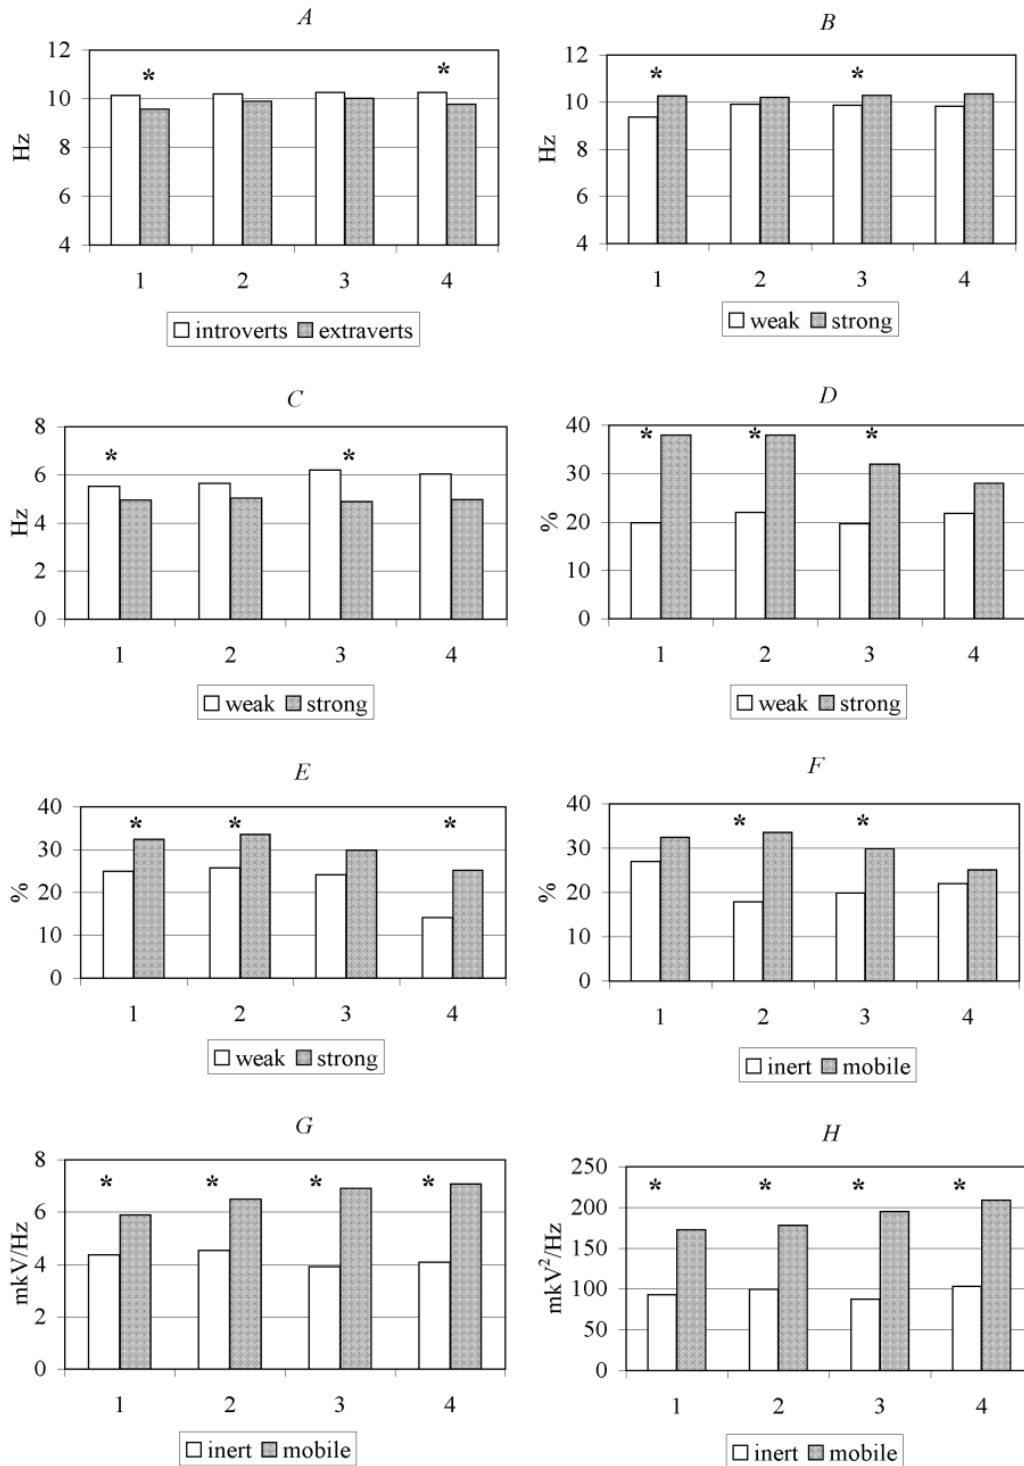 A
12
10
8
6
4
Hz
* *
1 2 3 4
introverts extraverts
B
12
10
8
6
4
Hz
* *
1 2 3 4
weak strong
C
8
6
4
2
0
Hz
* *
1 2 3 4
weak strong
D
40
30
20
10
0
%
* * *
1 2 3 4
weak strong
E
40
30
20
10
0
%
* * *
1 2 3 4
weak strong
F
40
30
20
10
0
%
* *
1 2 3 4
inert mobile
G
8
6
4
2
0
mkV/Hz
* * * *
1 2 3 4
inert mobile
H
250
200
150
100
50
0
mkV²/Hz
* * * *
1 2 3 4
inert mobile